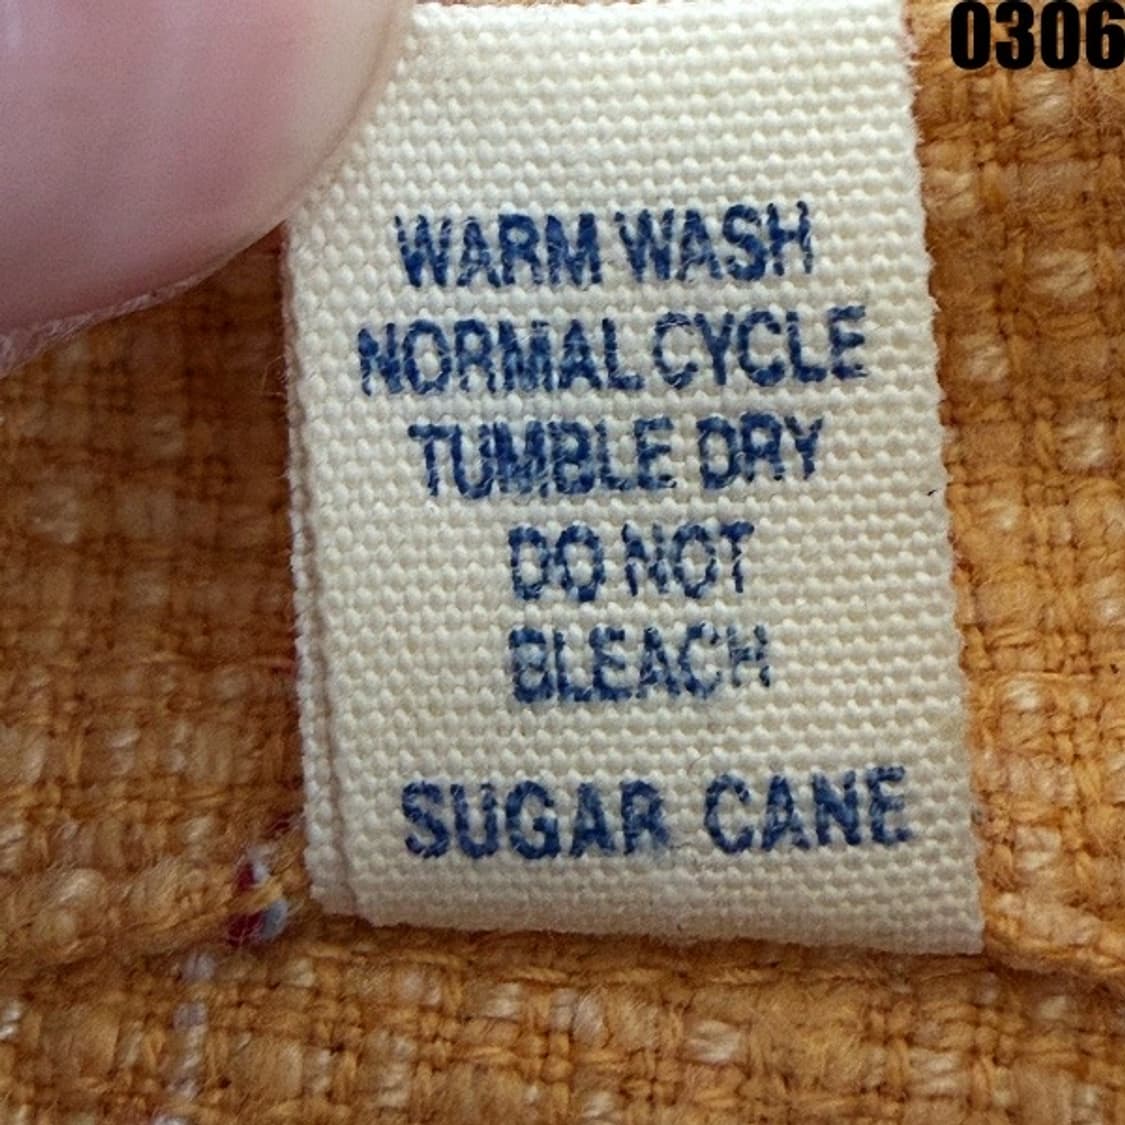 0306
WARM WASH
NORMAL CYCLE
TUMBLE DRY
DO NOT
BLEACH
SUGAR CANE